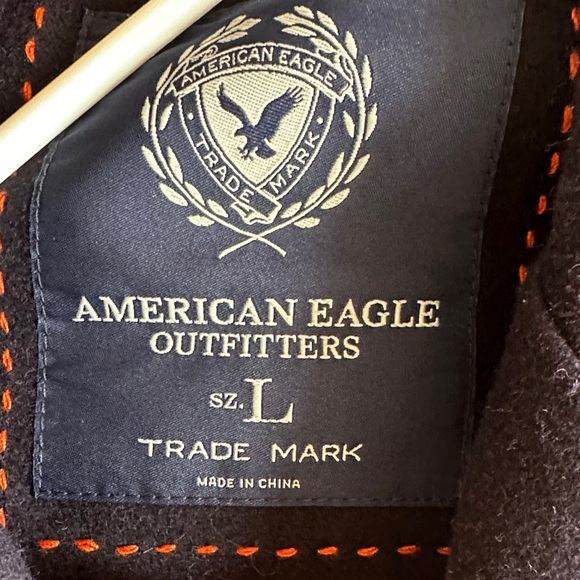 AMERICAN EAGLE
TRADE MARK
AMERICAN EAGLE
OUTFITTERS
SZ. L
TRADE MARK
MADE IN CHINA